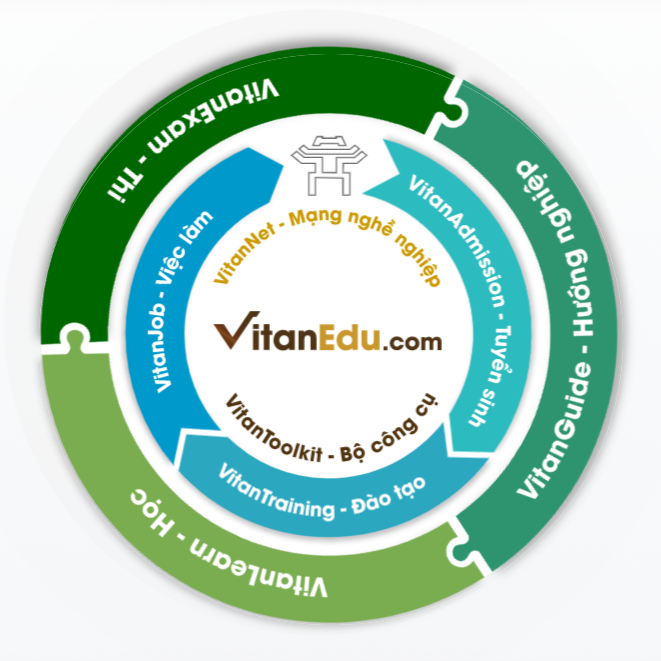 VitanExam - Thi
VitanGuide - Hướng nghiệp
VitanLearn - Học
VitanJob - Việc làm
VitanAdmission - Tuyển sinh
VitanTraining - Đào tạo
VitanNet - Mạng nghề nghiệp
VitanEdu.com
VitanToolkit - Bộ công cụ